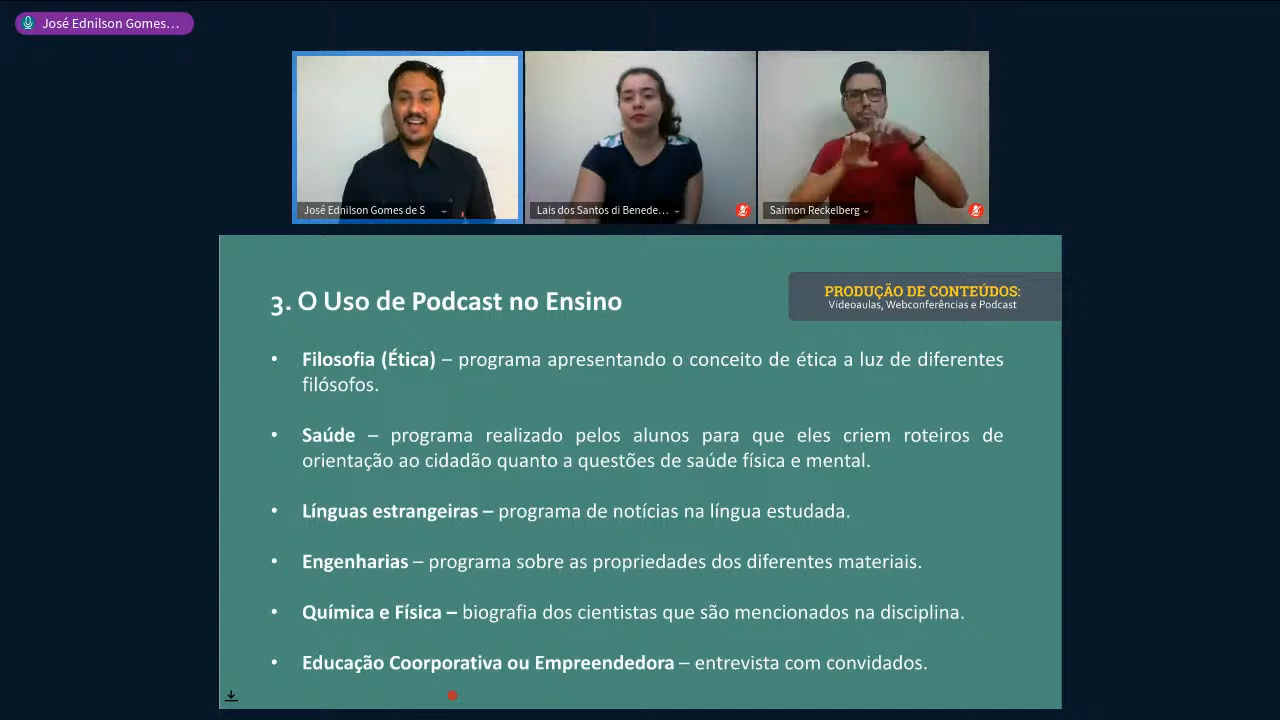 José Ednilson Gomes…
José Ednilson Gomes de S
Lais dos Santos di Benede…
Saimon Reckelberg
3. O Uso de Podcast no Ensino
PRODUÇÃO DE CONTEÚDOS:
Videoaulas, Webconferências e Podcast
• Filosofia (Ética) – programa apresentando o conceito de ética a luz de diferentes
filósofos.
• Saúde – programa realizado pelos alunos para que eles criem roteiros de
orientação ao cidadão quanto a questões de saúde física e mental.
• Línguas estrangeiras – programa de notícias na língua estudada.
• Engenharias – programa sobre as propriedades dos diferentes materiais.
• Química e Física – biografia dos cientistas que são mencionados na disciplina.
• Educação Coorporativa ou Empreendedora – entrevista com convidados.